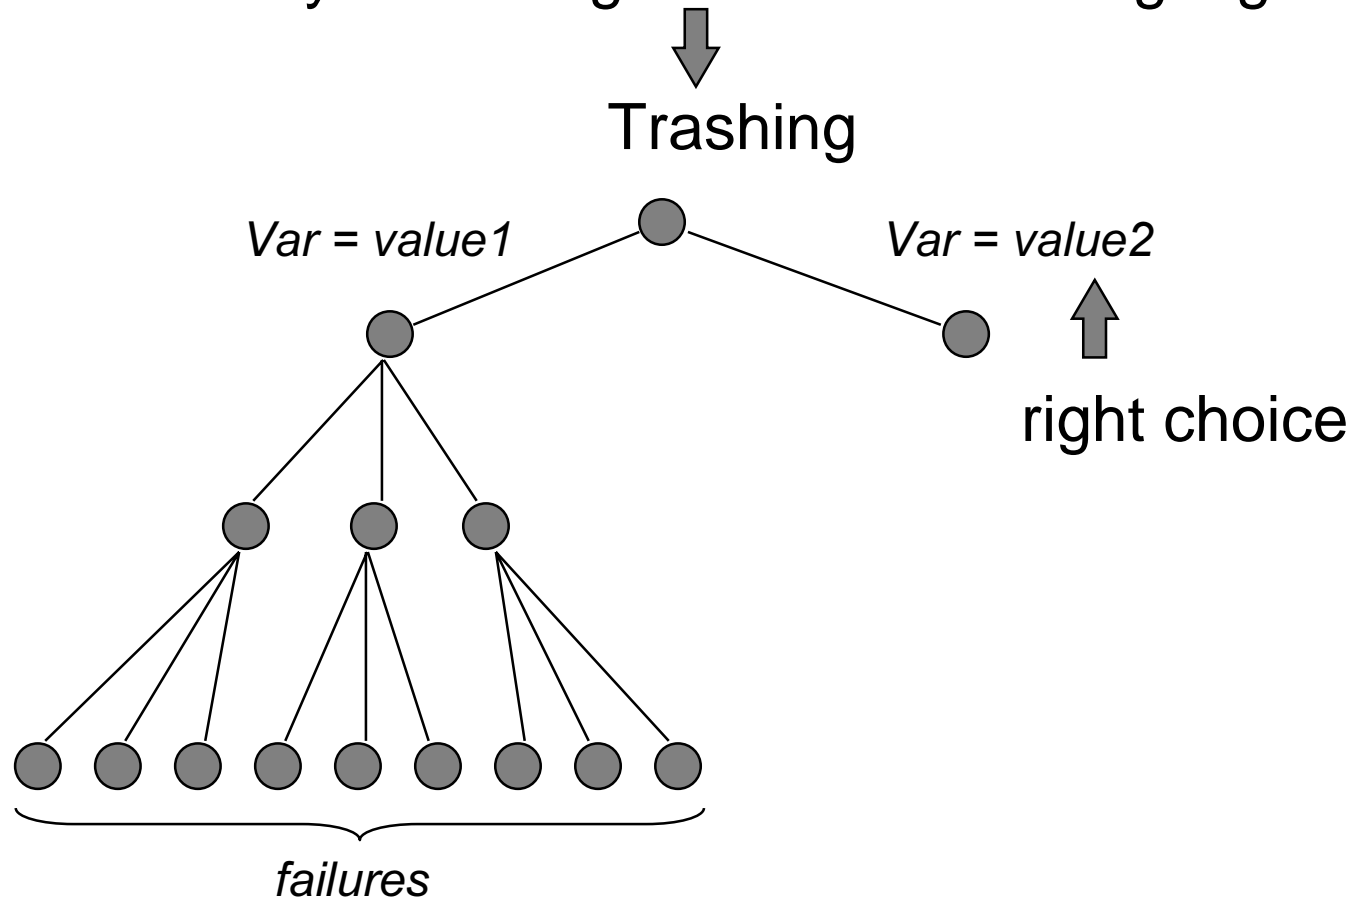 Trashing
Var = value1
Var = value2
right choice
failures